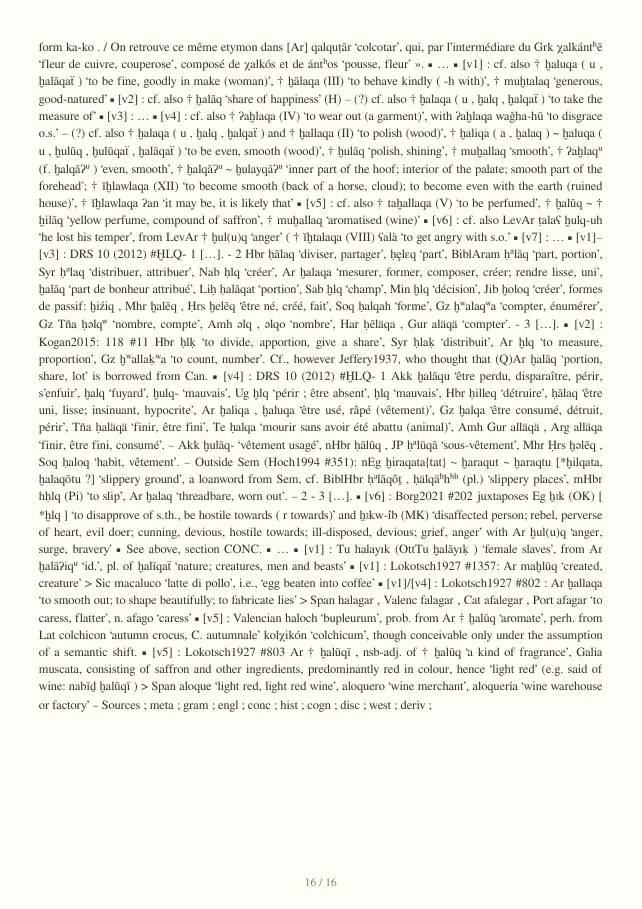 form ka-ko . / On retrouve ce même etymon dans [Ar] qalquṭār ‘colcotar’, qui, par l’intermédiaire du Grk χalkántʰē
‘fleur de cuivre, couperose’, composé de χalkós et de ántʰos ‘pousse, fleur’ ». ▪ … ▪ [v1] : cf. also † ḫaluqa ( u ,
ḫalāqaẗ ) ‘to be fine, goodly in make (woman)’, † ḫālaqa (III) ‘to behave kindly ( -h with)’, † muḫtalaq ‘generous,
good-natured’ ▪ [v2] : cf. also † ḫalāq ‘share of happiness’ (H) – (?) cf. also † ḫalaqa ( u , ḫalq , ḫalqaẗ ) ‘to take the
measure of’ ▪ [v3] : … ▪ [v4] : cf. also † ʔaḫlaqa (IV) ‘to wear out (a garment)’, with ʔaḫlaqa waǧha-hū ‘to disgrace
o.s.’ – (?) cf. also † ḫalaqa ( u , ḫalq , ḫalqaẗ ) and † ḫallaqa (II) ‘to polish (wood)’, † ḫaliqa ( a , ḫalaq ) ~ ḫaluqa (
u , ḫulūq , ḫulūqaẗ , ḫalāqaẗ ) ‘to be even, smooth (wood)’, † ḫulāq ‘polish, shining’, † muḫallaq ‘smooth’, † ʔaḫlaqᵘ
(f. ḫalqāʔᵘ ) ‘even, smooth’, † ḫalqāʔᵘ ~ ḫulayqāʔᵘ ‘inner part of the hoof; interior of the palate; smooth part of the
forehead’; † ĭḫlawlaqa (XII) ‘to become smooth (back of a horse, cloud); to become even with the earth (ruined
house)’, † ĭḫlawlaqa ʔan ‘it may be, it is likely that’ ▪ [v5] : cf. also † taḫallaqa (V) ‘to be perfumed’, † ḫalūq ~ †
ḫilāq ‘yellow perfume, compound of saffron’, † muḫallaq ‘aromatised (wine)’ ▪ [v6] : cf. also LevAr ṭalaʕ ḫulq-uh
‘he lost his temper’, from LevAr † ḫul(u)q ‘anger’ ( † ĭḫtalaqa (VIII) ʕalà ‘to get angry with s.o.’ ▪ [v7] : … ▪ [v1]–
[v3] : DRS 10 (2012) #ḪLQ- 1 […]. - 2 Hbr ḥālaq ‘diviser, partager’, ḥęlęq ‘part’, BiblAram ḥᵃlāq ‘part, portion’,
Syr ḥᵃlaq ‘distribuer, attribuer’, Nab ḫlq ‘créer’, Ar ḫalaqa ‘mesurer, former, composer, créer; rendre lisse, uni’,
ḫalāq ‘part de bonheur attribué’, Liḥ ḫalāqat ‘portion’, Sab ḫlq ‘champ’, Min ḫlq ‘décision’, Jib ḥoloq ‘créer’, formes
de passif: ḫiźiq , Mhr ḫalēq , Ḥrs ḫelēq ‘être né, créé, fait’, Soq ḥalqah ‘forme’, Gz ḫʷalaqʷa ‘compter, énumérer’,
Gz Tña ḥǝlqʷ ‘nombre, compte’, Amh alq , ǝlqo ‘nombre’, Har ḥēläqa , Gur aläqä ‘compter’. - 3 […]. ▪ [v2] :
Kogan2015: 118 #11 Hbr ḥlḳ ‘to divide, apportion, give a share’, Syr ḥlaḳ ‘distribuit’, Ar ḫlq ‘to measure,
proportion’, Gz ḫʷallaḳʷa ‘to count, number’. Cf., however Jeffery1937, who thought that (Q)Ar ḫalāq ‘portion,
share, lot’ is borrowed from Can. ▪ [v4] : DRS 10 (2012) #ḪLQ- 1 Akk ḫalāqu ‘être perdu, disparaître, périr,
s’enfuir’, ḫalq ‘fuyard’, ḫulq- ‘mauvais’, Ug ḫlq ‘périr ; être absent’, ḫlq ‘mauvais’, Hbr ḥilleq ‘détruire’, ḥālaq ‘être
uni, lisse; insinuant, hypocrite’, Ar ḫaliqa , ḫaluqa ‘être usé, râpé (vêtement)’, Gz ḫalqa ‘être consumé, détruit,
périr’, Tña ḫaläqä ‘finir, être fini’, Te ḥalqa ‘mourir sans avoir été abattu (animal)’, Amh Gur alläqä , Arg alläqa
‘finir, être fini, consumé’. – Akk ḫulāq- ‘vêtement usagé’, nHbr ḥālūq , JP ḥᵃlūqā ‘sous-vêtement’, Mhr Ḥrs ḫǝlēq ,
Soq ḥaloq ‘habit, vêtement’. – Outside Sem (Hoch1994 #351): nEg ḫiraqata{tat} ~ ḫaraqut ~ ḫaraqtu [*ḫilqata,
ḫalaqōtu ?] ‘slippery ground’, a loanword from Sem, cf. BiblHbr ḥᵃlāqôṯ , ḥălqāʰḥʰʰ (pl.) ‘slippery places’, mHbr
ḥḥlq (Pi) ‘to slip’, Ar ḫalaq ‘threadbare, worn out’. – 2 - 3 […]. ▪ [v6] : Borg2021 #202 juxtaposes Eg ḫık (OK) [
*ḫlq ] ‘to disapprove of s.th., be hostile towards ( r towards)’ and ḫıkw-íb (MK) ‘disaffected person; rebel, perverse
of heart, evil doer; cunning, devious, hostile towards; ill-disposed, devious; grief, anger’ with Ar ḫul(u)q ‘anger,
surge, bravery’ ▪ See above, section CONC. ▪ … ▪ [v1] : Tu halayık (OttTu ḫalāyık ) ‘female slaves’, from Ar
ḫalāʔiqᵘ ‘id.’, pl. of ḫalīqaẗ ‘nature; creatures, men and beasts’ ▪ [v1] : Lokotsch1927 #1357: Ar maḫlūq ‘created,
creature’ > Sic macaluco ‘latte di pollo’, i.e., ‘egg beaten into coffee’ ▪ [v1]/[v4] : Lokotsch1927 #802 : Ar ḫallaqa
‘to smooth out; to shape beautifully; to fabricate lies’ > Span halagar , Valenc falagar , Cat afalegar , Port afagar ‘to
caress, flatter’, n. afago ‘caress’ ▪ [v5] : Valencian haloch ‘bupleurum’, prob. from Ar † ḫalūq ‘aromate’, perh. from
Lat colchicon ‘autumn crocus, C. autumnale’ kolχikón ‘colchicum’, though conceivable only under the assumption
of a semantic shift. ▪ [v5] : Lokotsch1927 #803 Ar † ḫalūqī , nsb-adj. of † ḫalūq ‘a kind of fragrance’, Galia
muscata, consisting of saffron and other ingredients, predominantly red in colour, hence ‘light red’ (e.g. said of
wine: nabīḏ ḫalūqī ) > Span aloque ‘light red, light red wine’, aloquero ‘wine merchant’, aloquería ‘wine warehouse
or factory’ – Sources ; meta ; gram ; engl ; conc ; hist ; cogn ; disc ; west ; deriv ;
16 / 16